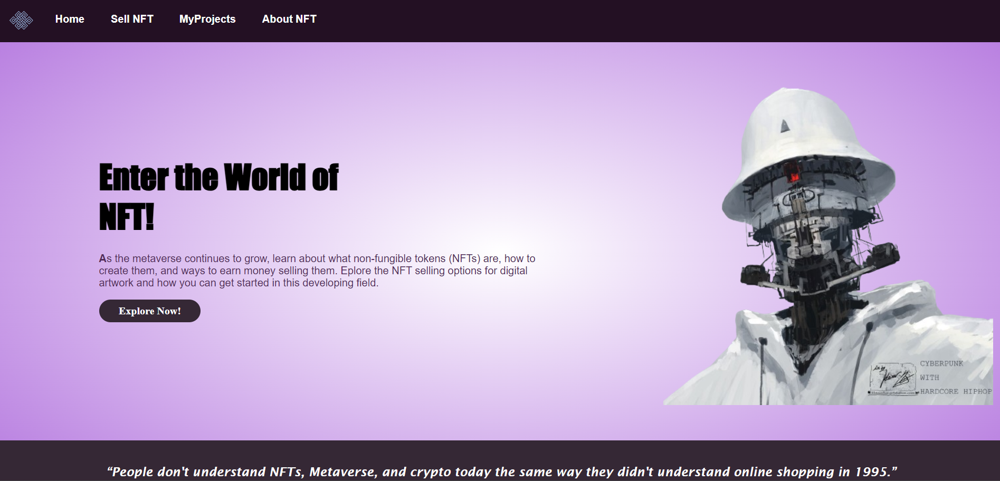 Home Sell NFT MyProjects About NFT
Enter the World of
NFT!
As the metaverse continues to grow, learn about what non-fungible tokens (NFTs) are, how to
create them, and ways to earn money selling them. Eplore the NFT selling options for digital
artwork and how you can get started in this developing field.
Explore Now!
CYBERPUNK
WITH
HARDCORE HIPHOP
“People don't understand NFTs, Metaverse, and crypto today the same way they didn't understand online shopping in 1995.”